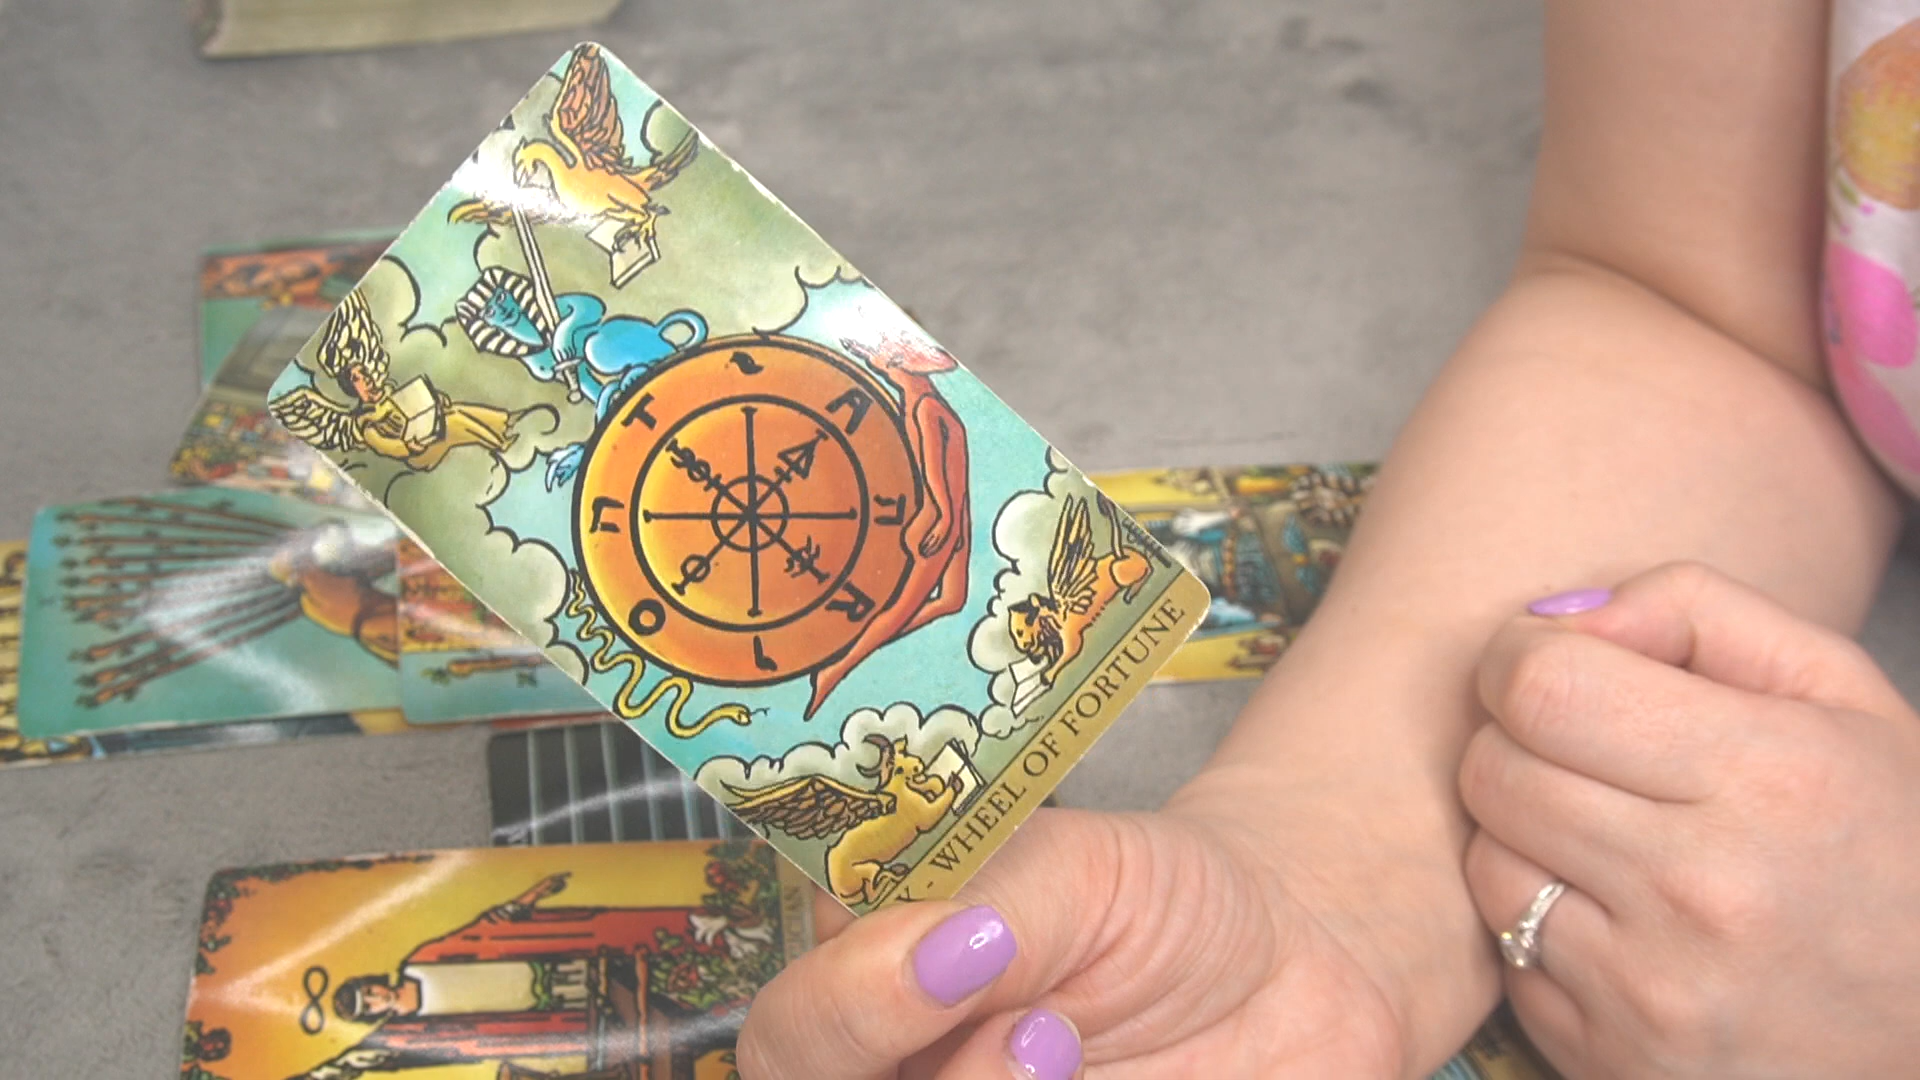 T
A
R
O
ה
ו
ה
י
X - WHEEL OF FORTUNE